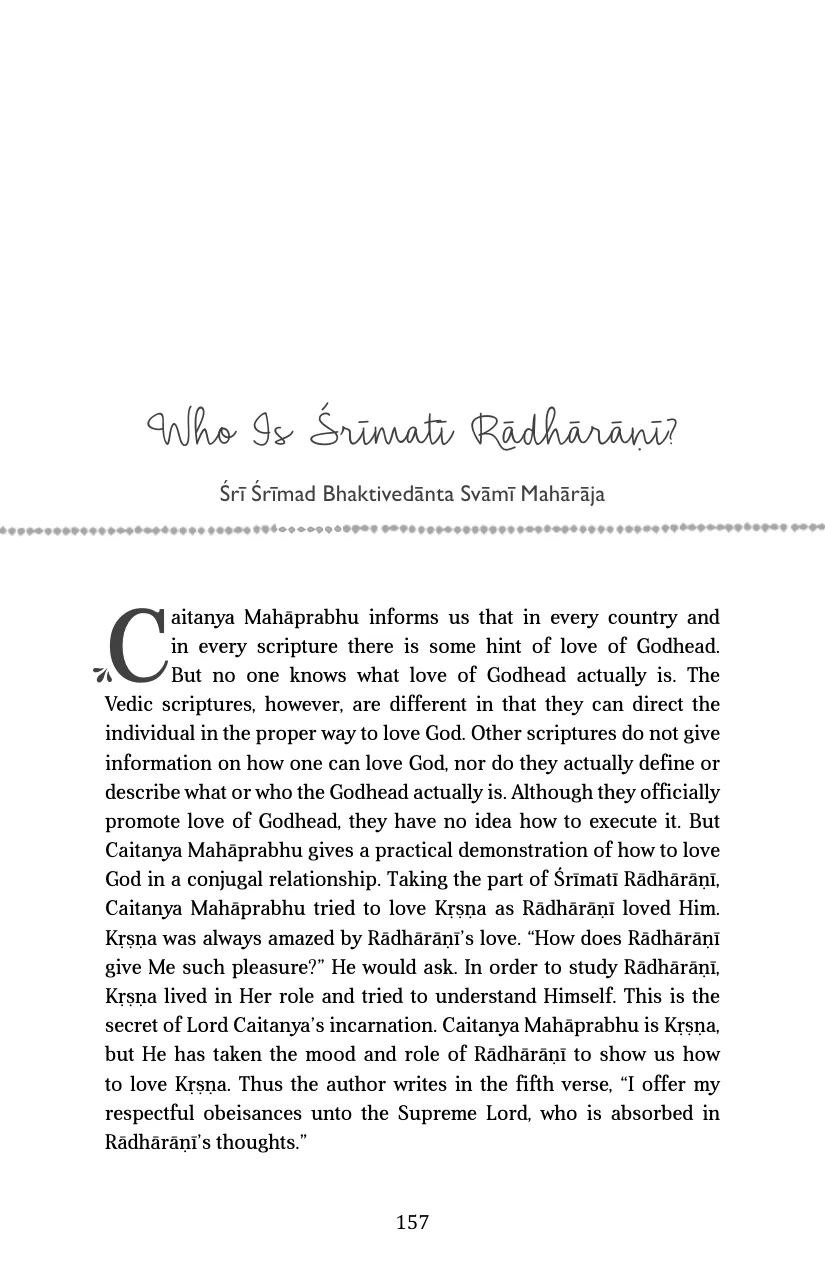 Who Is Śrīmatī Rādhārāṇī?
Śrī Śrīmad Bhaktivedānta Svāmī Mahārāja
Caitanya Mahāprabhu informs us that in every country and
in every scripture there is some hint of love of Godhead.
But no one knows what love of Godhead actually is. The
Vedic scriptures, however, are different in that they can direct the
individual in the proper way to love God. Other scriptures do not give
information on how one can love God, nor do they actually define or
describe what or who the Godhead actually is. Although they officially
promote love of Godhead, they have no idea how to execute it. But
Caitanya Mahāprabhu gives a practical demonstration of how to love
God in a conjugal relationship. Taking the part of Śrīmatī Rādhārāṇī,
Caitanya Mahāprabhu tried to love Kṛṣṇa as Rādhārāṇī loved Him.
Kṛṣṇa was always amazed by Rādhārāṇī’s love. “How does Rādhārāṇī
give Me such pleasure?” He would ask. In order to study Rādhārāṇī,
Kṛṣṇa lived in Her role and tried to understand Himself. This is the
secret of Lord Caitanya’s incarnation. Caitanya Mahāprabhu is Kṛṣṇa,
but He has taken the mood and role of Rādhārāṇī to show us how
to love Kṛṣṇa. Thus the author writes in the fifth verse, “I offer my
respectful obeisances unto the Supreme Lord, who is absorbed in
Rādhārāṇī’s thoughts.”
157